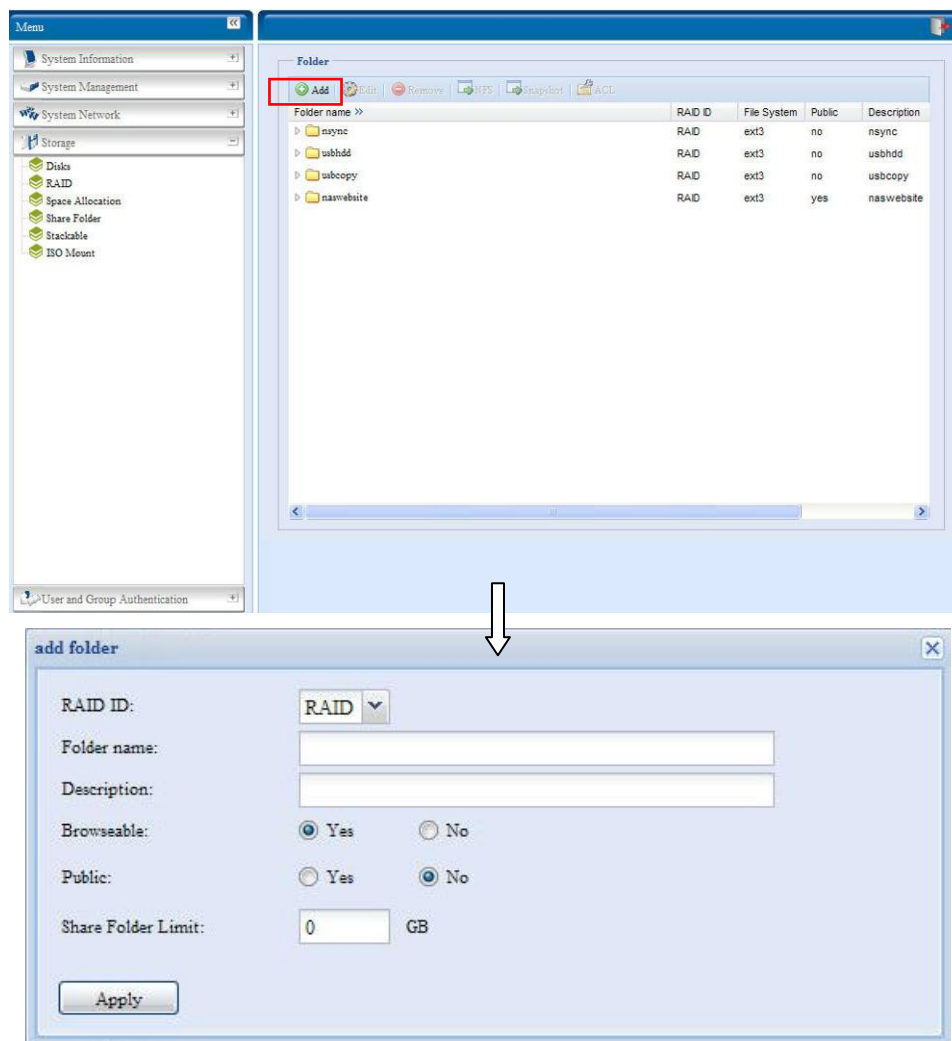 Menu
System Information
System Management
System Network
Storage
Disks
RAID
Space Allocation
Share Folder
Stackable
ISO Mount
User and Group Authentication
Folder
Add Edit Remove NFS Snapshot ACL
Folder name >> RAID ID File System Public Description
nsync RAID ext3 no nsync
usbhdd RAID ext3 no usbhdd
usbcopy RAID ext3 no usbcopy
naswebsite RAID ext3 yes naswebsite
add folder
RAID ID: RAID
Folder name:
Description:
Browseable: Yes No
Public: Yes No
Share Folder Limit: 0 GB
Apply